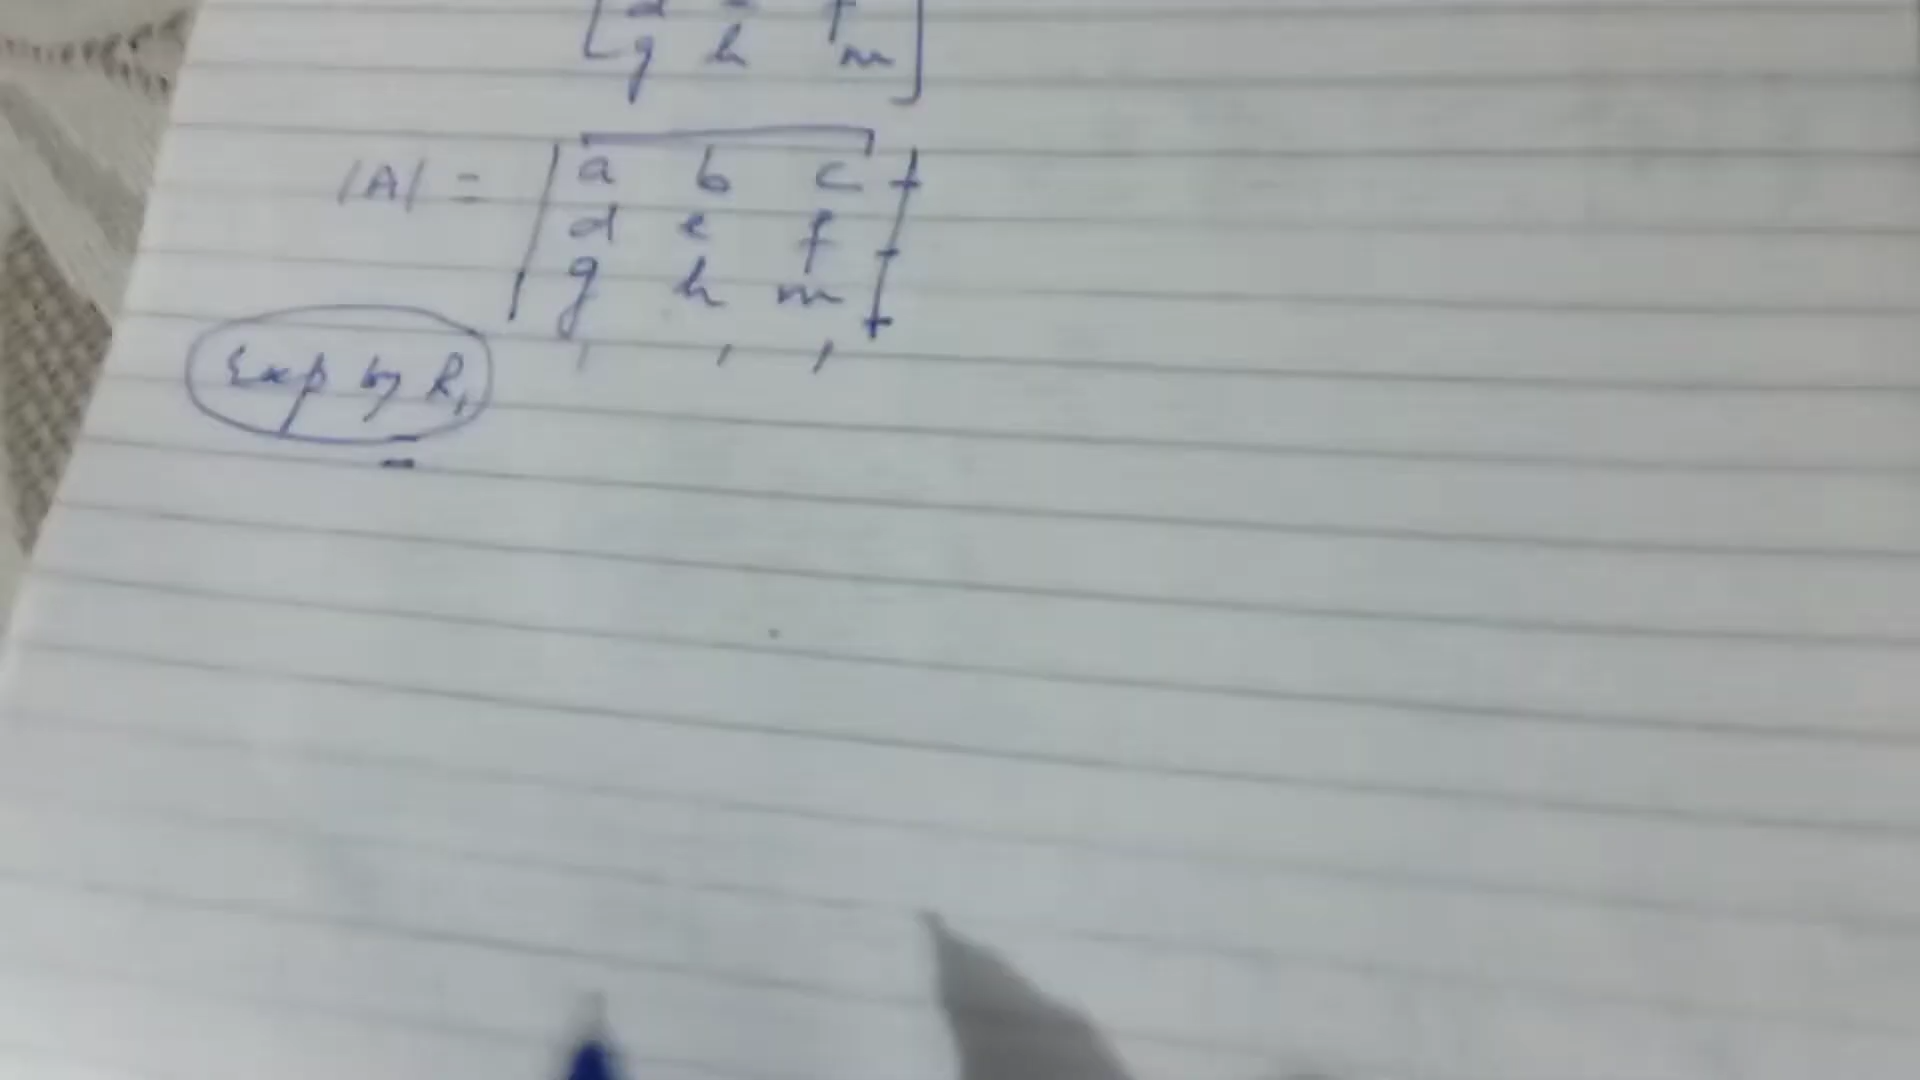 d e f
g h m
|A| = | a b c |
d e f
g h m
Exp by R₁